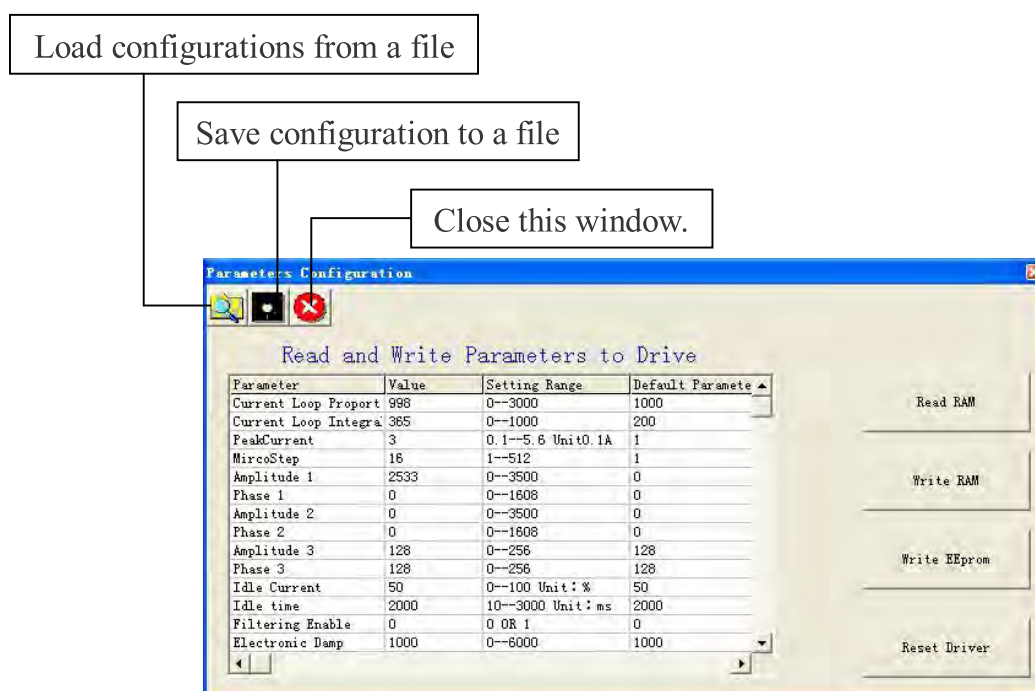 Load configurations from a file
Save configuration to a file
Close this window.
Parameters Configuration
Read and Write Parameters to Drive
Parameter Value Setting Range Default Paramete
Current Loop Proport 998 0--3000 1000
Current Loop Integra 365 0--1000 200
PeakCurrent 3 0.1--5.6 Unit0.1A 1
MircoStep 16 1--512 1
Amplitude 1 2533 0--3500 0
Phase 1 0 0--1608 0
Amplitude 2 0 0--3500 0
Phase 2 0 0--1608 0
Amplitude 3 128 0--256 128
Phase 3 128 0--256 128
Idle Current 50 0--100 Unit:% 50
Idle time 2000 10--3000 Unit:ms 2000
Filtering Enable 0 0 OR 1 0
Electronic Damp 1000 0--6000 1000
Read RAM
Write RAM
Write EEprom
Reset Driver